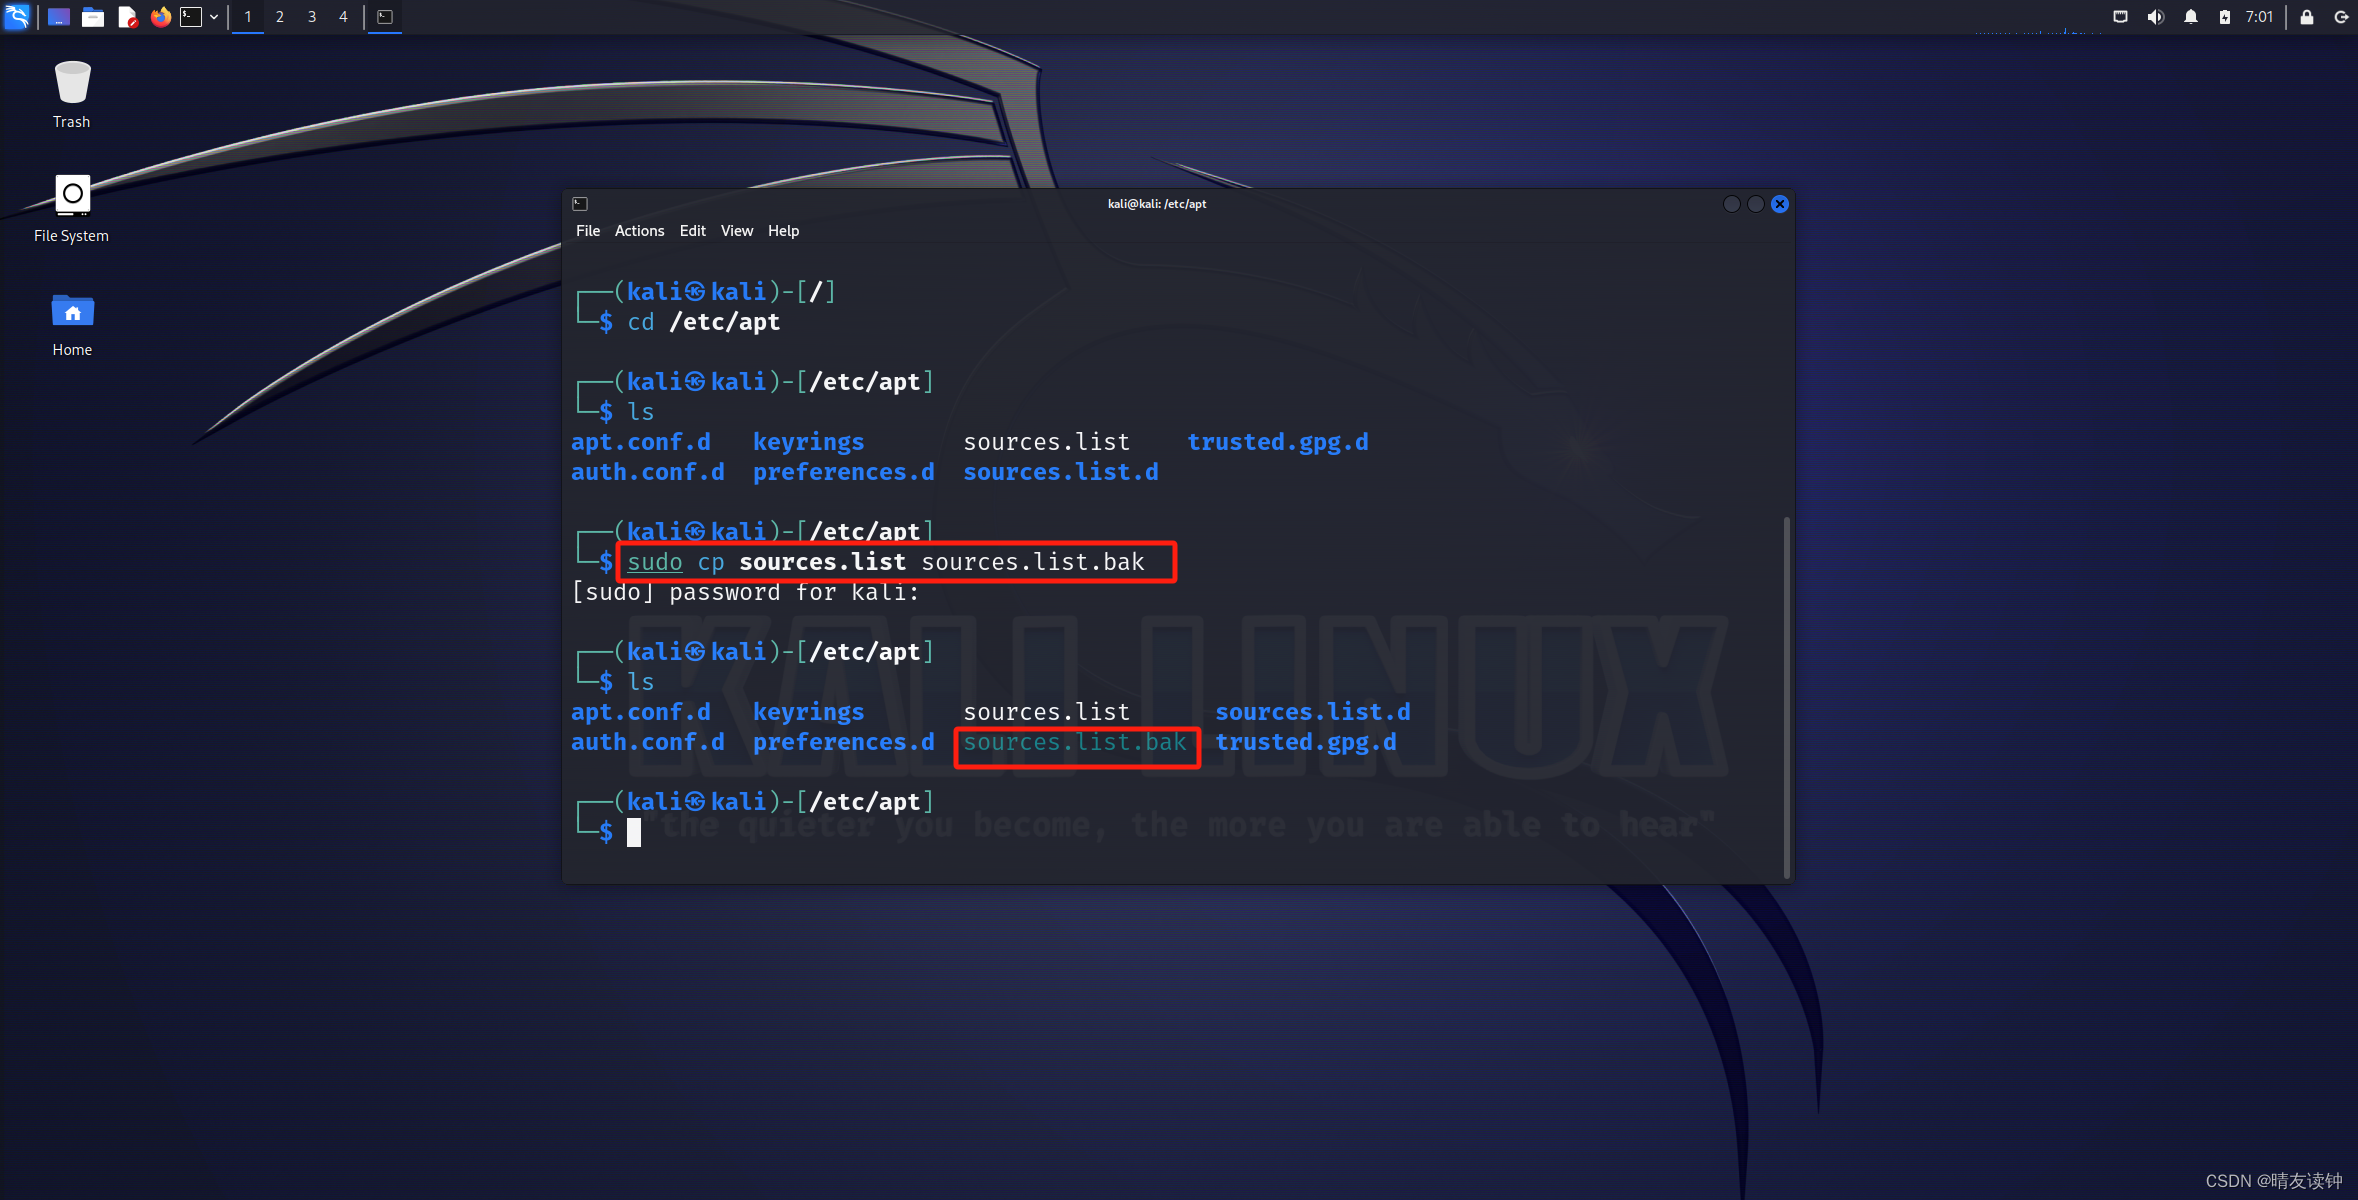 1 2 3 4 7:01
Trash
File System
Home
kali@kali: /etc/apt
File Actions Edit View Help
┌──(kali㉿kali)-[/]
└─$ cd /etc/apt
┌──(kali㉿kali)-[/etc/apt]
└─$ ls
apt.conf.d keyrings sources.list trusted.gpg.d
auth.conf.d preferences.d sources.list.d
┌──(kali㉿kali)-[/etc/apt]
└─$ sudo cp sources.list sources.list.bak
[sudo] password for kali:
┌──(kali㉿kali)-[/etc/apt]
└─$ ls
apt.conf.d keyrings sources.list sources.list.d
auth.conf.d preferences.d sources.list.bak trusted.gpg.d
┌──(kali㉿kali)-[/etc/apt]
└─$
KALI LINUX
"the quieter you become, the more you are able to hear"
CSDN @晴友读钟